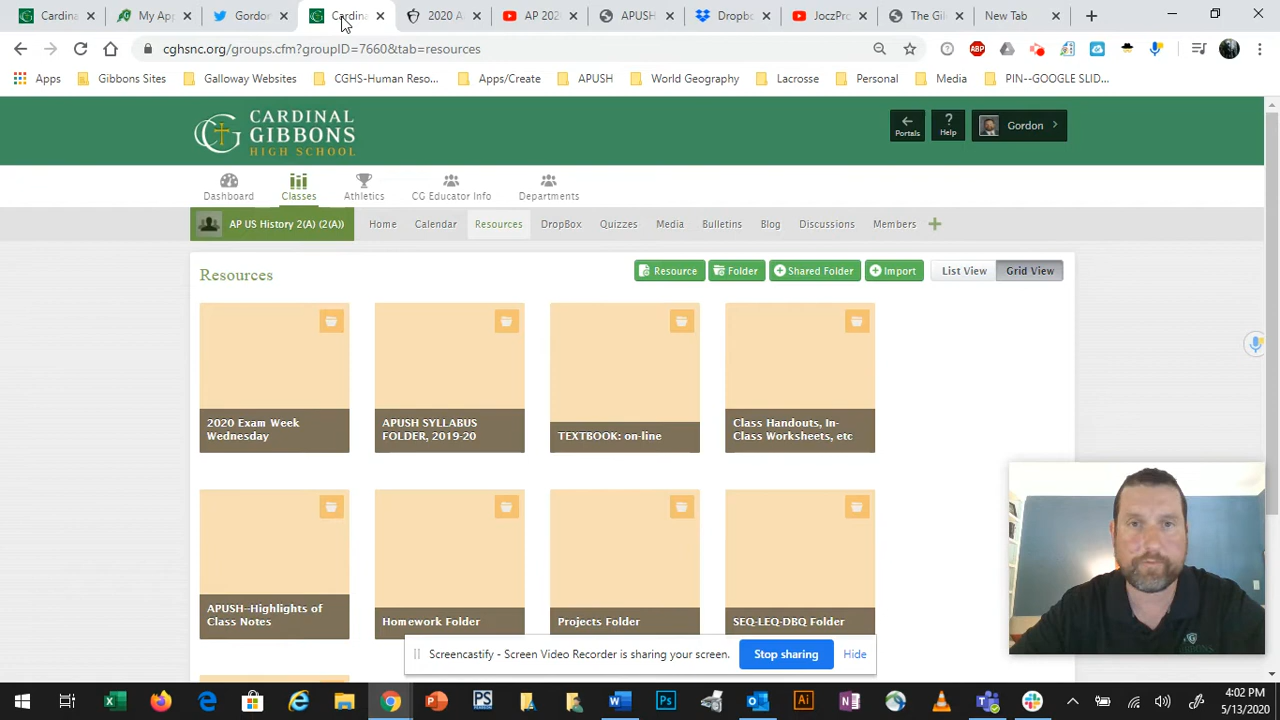 Cardina
My Ap
Gordon
Cardina
2020 A
AP 202
APUSH
Dropbo
JoczPro
The Gil
New Tab
cghsnc.org/groups.cfm?groupID=7660&tab=resources
ABP
Apps
Gibbons Sites
Galloway Websites
CGHS-Human Reso...
Apps/Create
APUSH
World Geography
Lacrosse
Personal
Media
PIN--GOOGLE SLID...
CARDINAL
GIBBONS
HIGH SCHOOL
Portals
Help
Gordon
Dashboard
Classes
Athletics
CG Educator Info
Departments
AP US History 2(A) (2(A))
Home
Calendar
Resources
DropBox
Quizzes
Media
Bulletins
Blog
Discussions
Members
Resources
Resource
Folder
Shared Folder
Import
List View
Grid View
2020 Exam Week
Wednesday
APUSH SYLLABUS
FOLDER, 2019-20
TEXTBOOK: on-line
Class Handouts, In-
Class Worksheets, etc
APUSH--Highlights of
Class Notes
Homework Folder
Projects Folder
SEQ-LEQ-DBQ Folder
Screencastify - Screen Video Recorder is sharing your screen.
Stop sharing
Hide
4:02 PM
5/13/2020